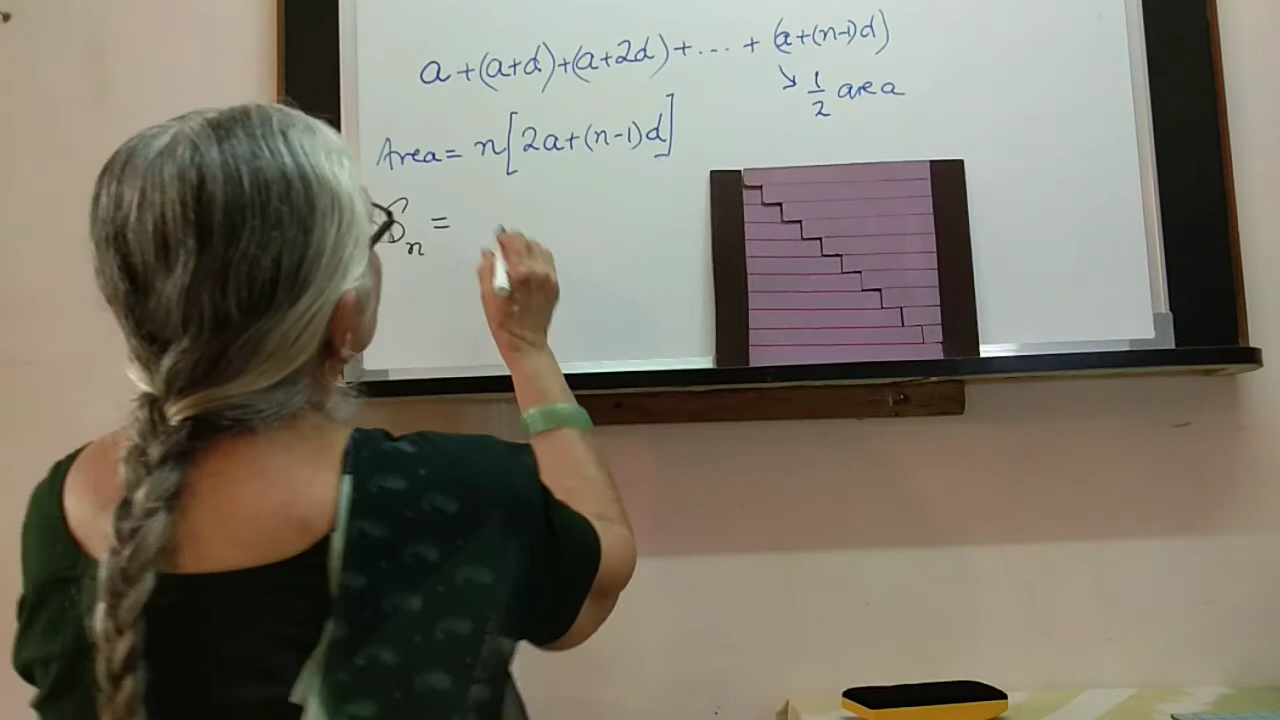 a+(a+d)+(a+2d)+...+(a+(n-1)d)
↘ 1/2 area
Area = n[2a+(n-1)d]
Sn =